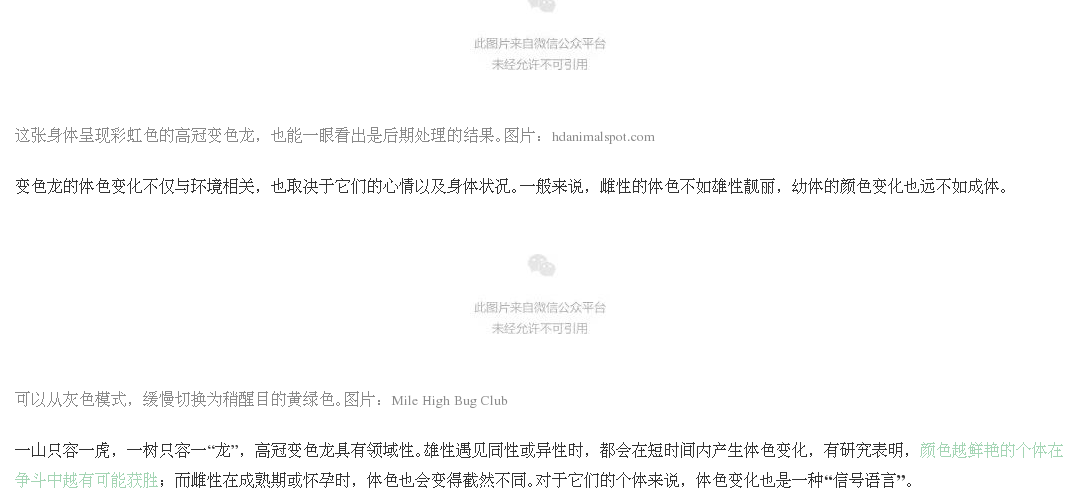 此图片来自微信公众平台
未经允许不可引用
这张身体呈现彩虹色的高冠变色龙，也能一眼看出是后期处理的结果。图片：hdanimalspot.com
变色龙的体色变化不仅与环境相关，也取决于它们的心情以及身体状况。一般来说，雌性的体色不如雄性靓丽，幼体的颜色变化也远不如成体。
此图片来自微信公众平台
未经允许不可引用
可以从灰色模式，缓慢切换为稍醒目的黄绿色。图片：Mile High Bug Club
一山只容一虎，一树只容一“龙”，高冠变色龙具有领域性。雄性遇见同性或异性时，都会在短时间内产生体色变化，有研究表明，颜色越鲜艳的个体在
争斗中越有可能获胜；而雌性在成熟期或怀孕时，体色也会变得截然不同。对于它们的个体来说，体色变化也是一种“信号语言”。